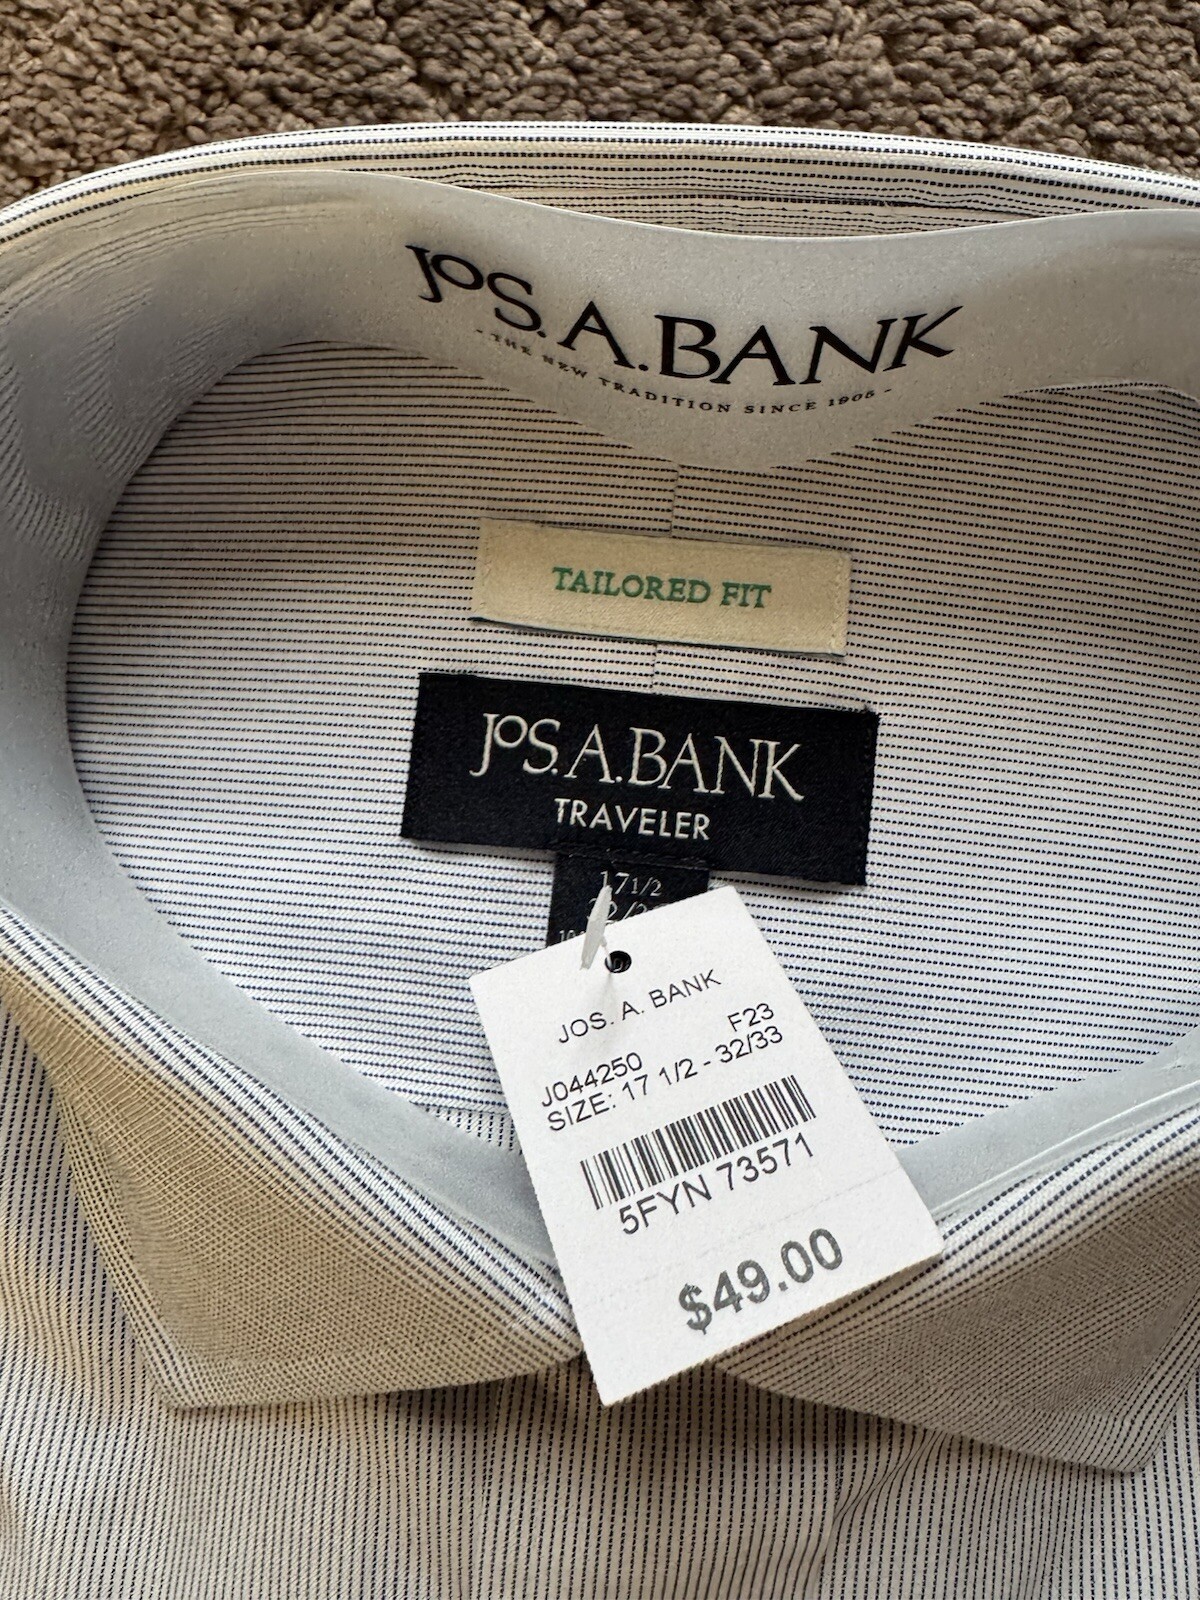 JOS. A. BANK
- THE NEW TRADITION SINCE 1905 -
TAILORED FIT
JOS. A. BANK
TRAVELER
17 1/2
JOS. A. BANK
F23
J044250
SIZE: 17 1/2 - 32/33
5FYN 73571
$49.00